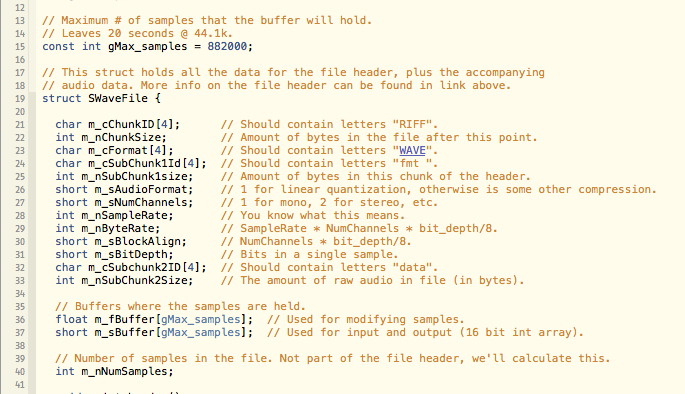 12
13 // Maximum # of samples that the buffer will hold.
14 // Leaves 20 seconds @ 44.1k.
15 const int gMax_samples = 882000;
16
17 // This struct holds all the data for the file header, plus the accompanying
18 // audio data. More info on the file header can be found in link above.
19 struct SWaveFile {
20
21 char m_cChunkID[4]; // Should contain letters "RIFF".
22 int m_nChunkSize; // Amount of bytes in the file after this point.
23 char m_cFormat[4]; // Should contain letters "WAVE".
24 char m_cSubChunk1Id[4]; // Should contain letters "fmt ".
25 int m_nSubChunk1size; // Amount of bytes in this chunk of the header.
26 short m_sAudioFormat; // 1 for linear quantization, otherwise is some other compression.
27 short m_sNumChannels; // 1 for mono, 2 for stereo, etc.
28 int m_nSampleRate; // You know what this means.
29 int m_nByteRate; // SampleRate * NumChannels * bit_depth/8.
30 short m_sBlockAlign; // NumChannels * bit_depth/8.
31 short m_sBitDepth; // Bits in a single sample.
32 char m_cSubchunk2ID[4]; // Should contain letters "data".
33 int m_nSubChunk2Size; // The amount of raw audio in file (in bytes).
34
35 // Buffers where the samples are held.
36 float m_fBuffer[gMax_samples]; // Used for modifying samples.
37 short m_sBuffer[gMax_samples]; // Used for input and output (16 bit int array).
38
39 // Number of samples in the file. Not part of the file header, we'll calculate this.
40 int m_nNumSamples;
41